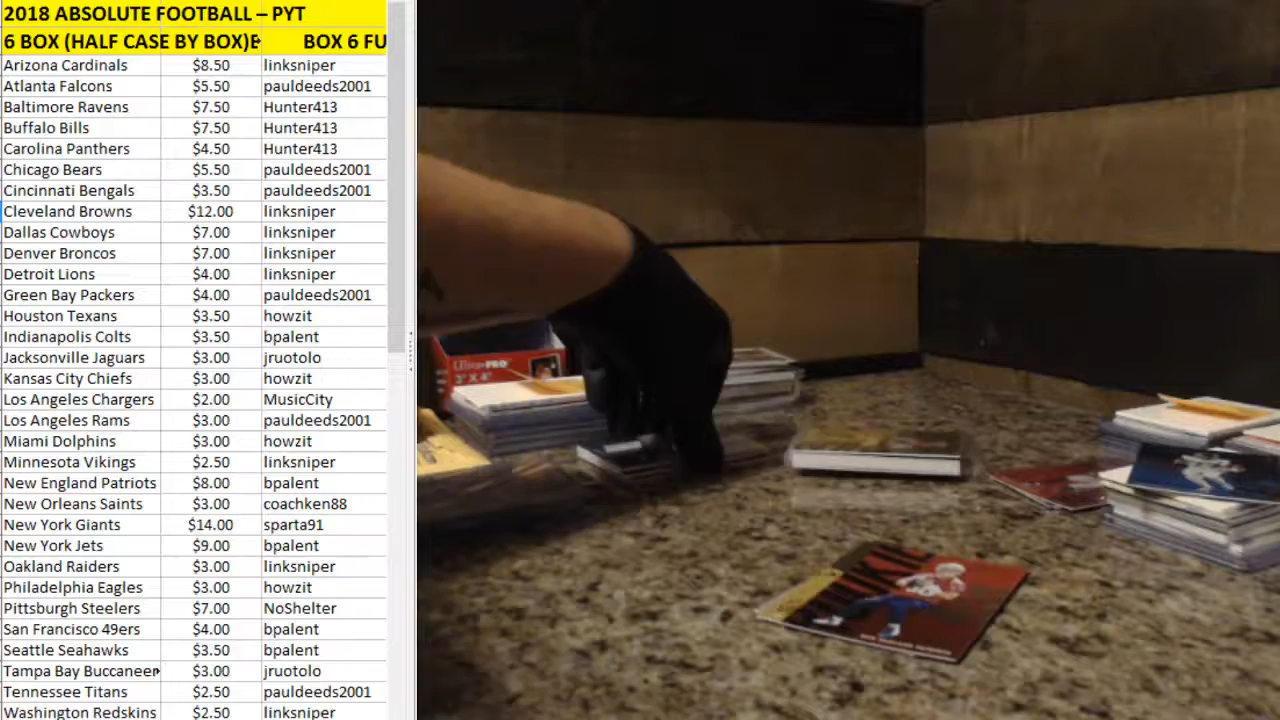 2018 ABSOLUTE FOOTBALL – PYT
6 BOX (HALF CASE BY BOX)E BOX 6 FU
Arizona Cardinals $8.50 linksniper
Atlanta Falcons $5.50 pauldeeds2001
Baltimore Ravens $7.50 Hunter413
Buffalo Bills $7.50 Hunter413
Carolina Panthers $4.50 Hunter413
Chicago Bears $5.50 pauldeeds2001
Cincinnati Bengals $3.50 pauldeeds2001
Cleveland Browns $12.00 linksniper
Dallas Cowboys $7.00 linksniper
Denver Broncos $7.00 linksniper
Detroit Lions $4.00 linksniper
Green Bay Packers $4.00 pauldeeds2001
Houston Texans $3.50 howzit
Indianapolis Colts $3.50 bpalent
Jacksonville Jaguars $3.00 jruotolo
Kansas City Chiefs $3.00 howzit
Los Angeles Chargers $2.00 MusicCity
Los Angeles Rams $3.00 pauldeeds2001
Miami Dolphins $3.00 howzit
Minnesota Vikings $2.50 linksniper
New England Patriots $8.00 bpalent
New Orleans Saints $3.00 coachken88
New York Giants $14.00 sparta91
New York Jets $9.00 bpalent
Oakland Raiders $3.00 linksniper
Philadelphia Eagles $3.00 howzit
Pittsburgh Steelers $7.00 NoShelter
San Francisco 49ers $4.00 bpalent
Seattle Seahawks $3.50 bpalent
Tampa Bay Buccaneer $3.00 jruotolo
Tennessee Titans $2.50 pauldeeds2001
Washington Redskins $2.50 linksniper
Ultra•PRO
3" X 4"